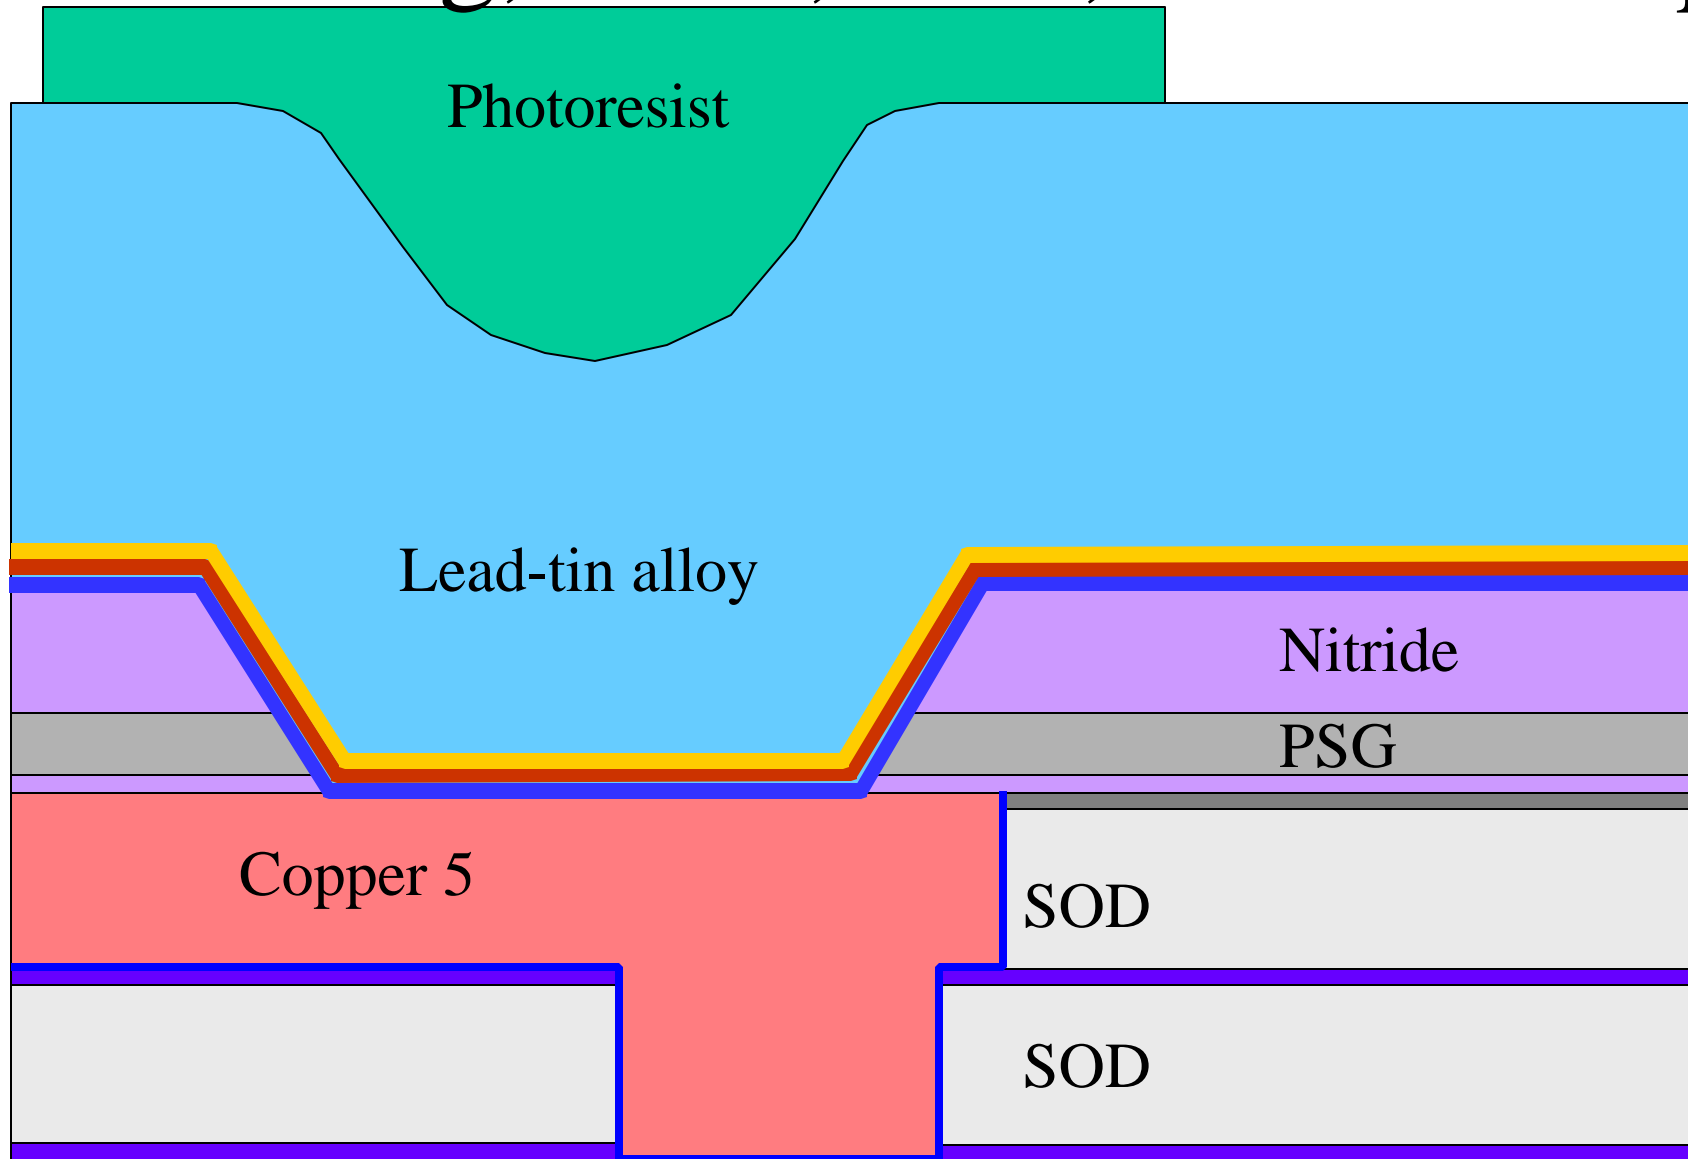 Photoresist
Lead-tin alloy
Nitride
PSG
Copper 5
SOD
SOD